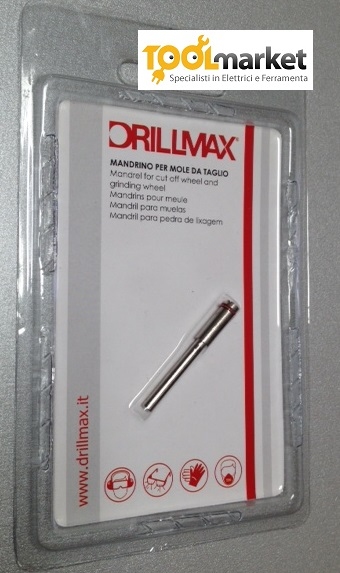 TOOLmarket
Specialisti in Elettrici e Ferramenta
DRILLMAX®
MANDRINO PER MOLE DA TAGLIO
Mandrel for cut off wheel and
grinding wheel
Mandrins pour meule
Mandril para muelas
Mandril para pedra de lixagem
www.drillmax.it